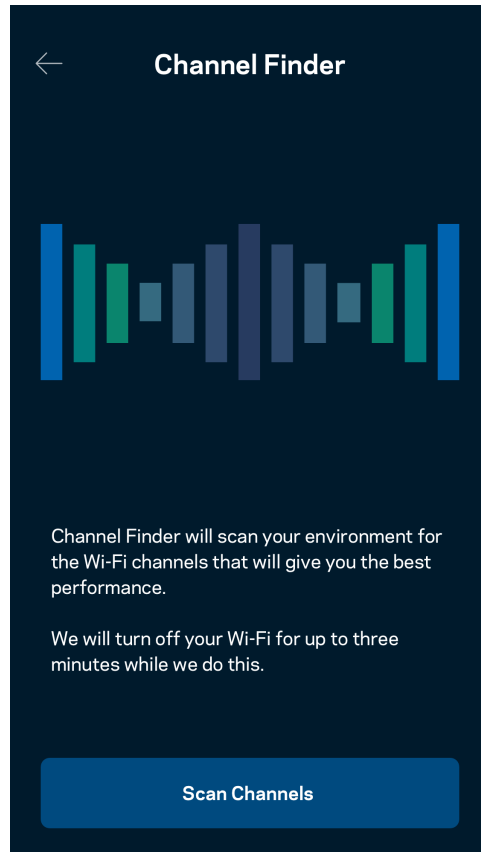 Channel Finder
Channel Finder will scan your environment for
the Wi-Fi channels that will give you the best
performance.
We will turn off your Wi-Fi for up to three
minutes while we do this.
Scan Channels